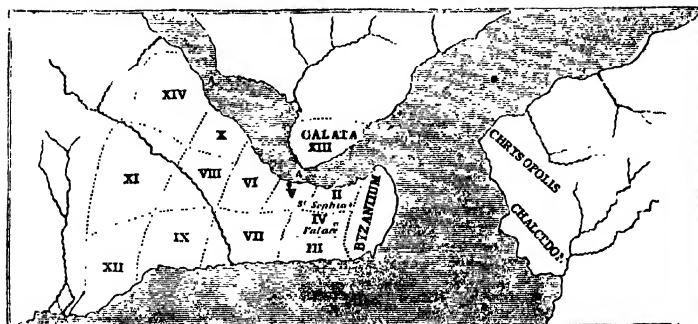 XIV
A
GALATA
XIII
X
VIII
VI
A
XI
II
St Sophia
IV
Palace
BYZANTIUM
CHRYSOPOLIS
CHALCEDON
IX
VII
III
XII